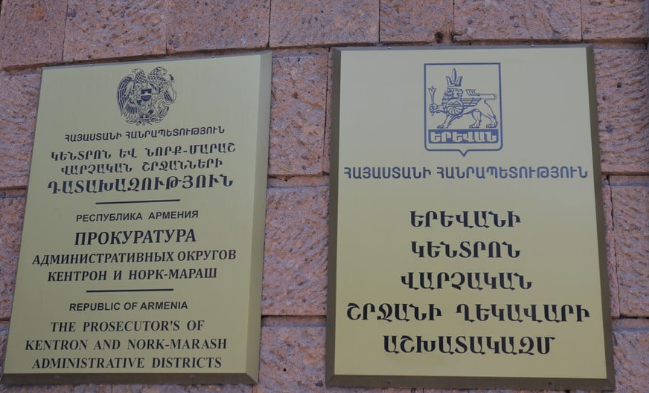 ՀԱՅԱՍՏԱՆԻ ՀԱՆՐԱՊԵՏՈՒԹՅՈՒՆ
ԿԵՆՏՐՈՆ ԵՎ ՆՈՐՔ-ՄԱՐԱՇ
ՎԱՐՉԱԿԱՆ ՇՐՋԱՆՆԵՐԻ
ԴԱՏԱԽԱԶՈՒԹՅՈՒՆ
РЕСПУБЛИКА АРМЕНИЯ
ПРОКУРАТУРА
АДМИНИСТРАТИВНЫХ ОКРУГОВ
КЕНТРОН И НОРК-МАРАШ
REPUBLIC OF ARMENIA
THE PROSECUTOR'S OF
KENTRON AND NORK-MARASH
ADMINISTRATIVE DISTRICTS
ԵՐԵՎԱՆ
ՀԱՅԱՍՏԱՆԻ ՀԱՆՐԱՊԵՏՈՒԹՅՈՒՆ
ԵՐԵՎԱՆԻ
ԿԵՆՏՐՈՆ
ՎԱՐՉԱԿԱՆ
ՇՐՋԱՆԻ ՂԵԿԱՎԱՐԻ
ԱՇԽԱՏԱԿԱԶՄ